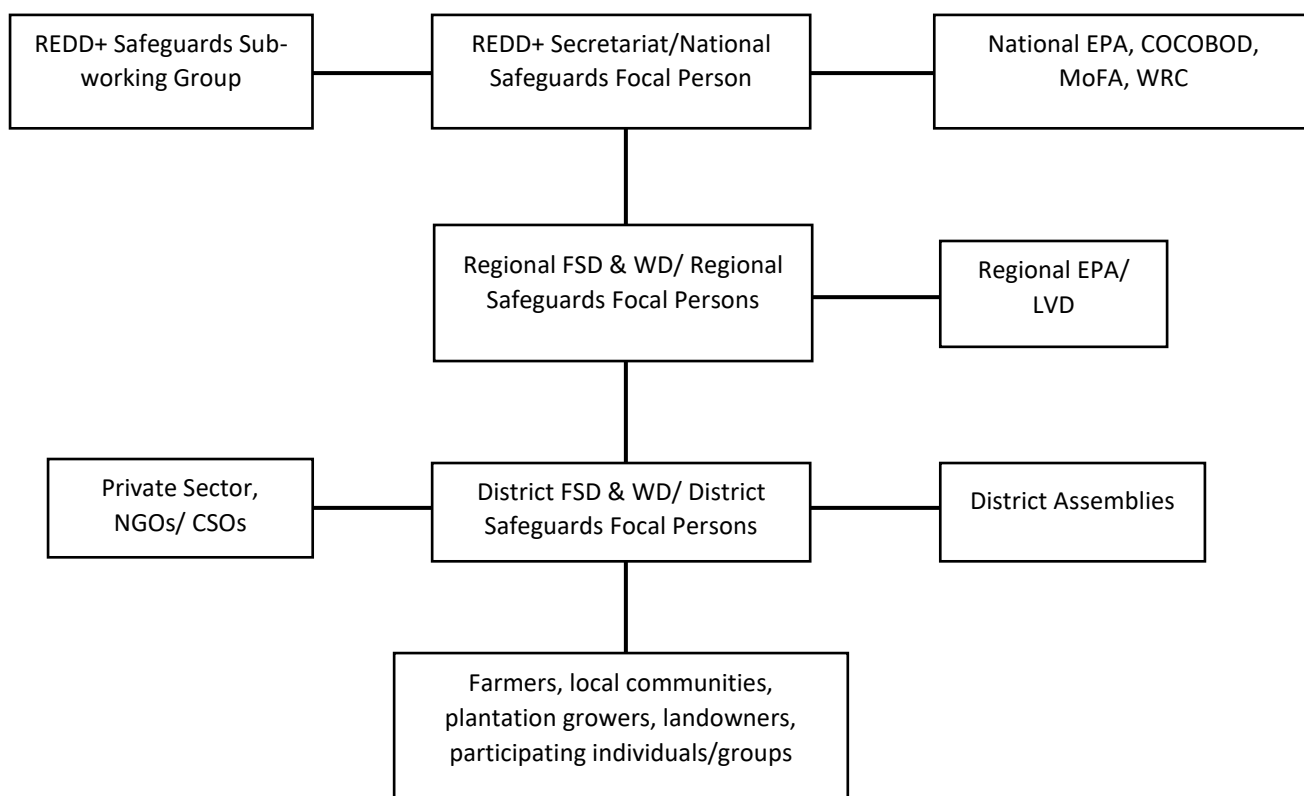 REDD+ Safeguards Sub-
working Group
REDD+ Secretariat/National
Safeguards Focal Person
National EPA, COCOBOD,
MoFA, WRC
Regional FSD & WD/ Regional
Safeguards Focal Persons
Regional EPA/
LVD
Private Sector,
NGOs/ CSOs
District FSD & WD/ District
Safeguards Focal Persons
District Assemblies
Farmers, local communities,
plantation growers, landowners,
participating individuals/groups